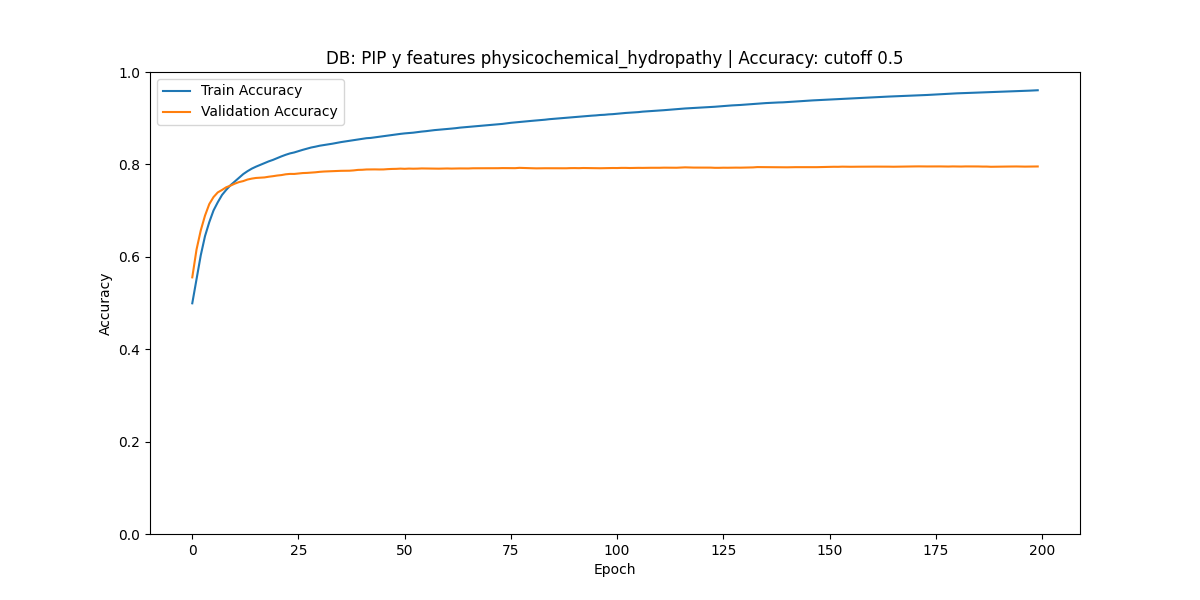 DB: PIP y features physicochemical_hydropathy | Accuracy: cutoff 0.5
Train Accuracy
Validation Accuracy
Accuracy
1.0
0.8
0.6
0.4
0.2
0.0
0 25 50 75 100 125 150 175 200
Epoch